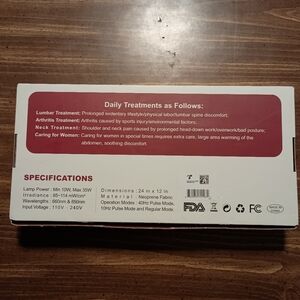 Daily Treatments as Follows:
Lumbar Treatment: Prolonged sedentary lifestyle/physical labor/lumbar spine discomfort.
Arthritis Treatment: Arthritis caused by sports injury/environmental factors.
Neck Treatment: Shoulder and neck pain caused by prolonged head-down work/overwork/bad posture;
Caring for Women: Caring for women in special times requires extra care, large area warming of the
abdomen, soothing discomfort.
SPECIFICATIONS
Lamp Power: Min 10W, Max 35W
Irradiance: 85-114 mW/cm²
Wavelengths: 660nm & 850nm
Input Voltage: 110V - 240V
Dimensions: 24 in x 12 in
Material: Neoprene Fabric
Operation Modes: 40Hz Pulse Mode,
10Hz Pulse Mode and Regular Mode.
FDA CE FC